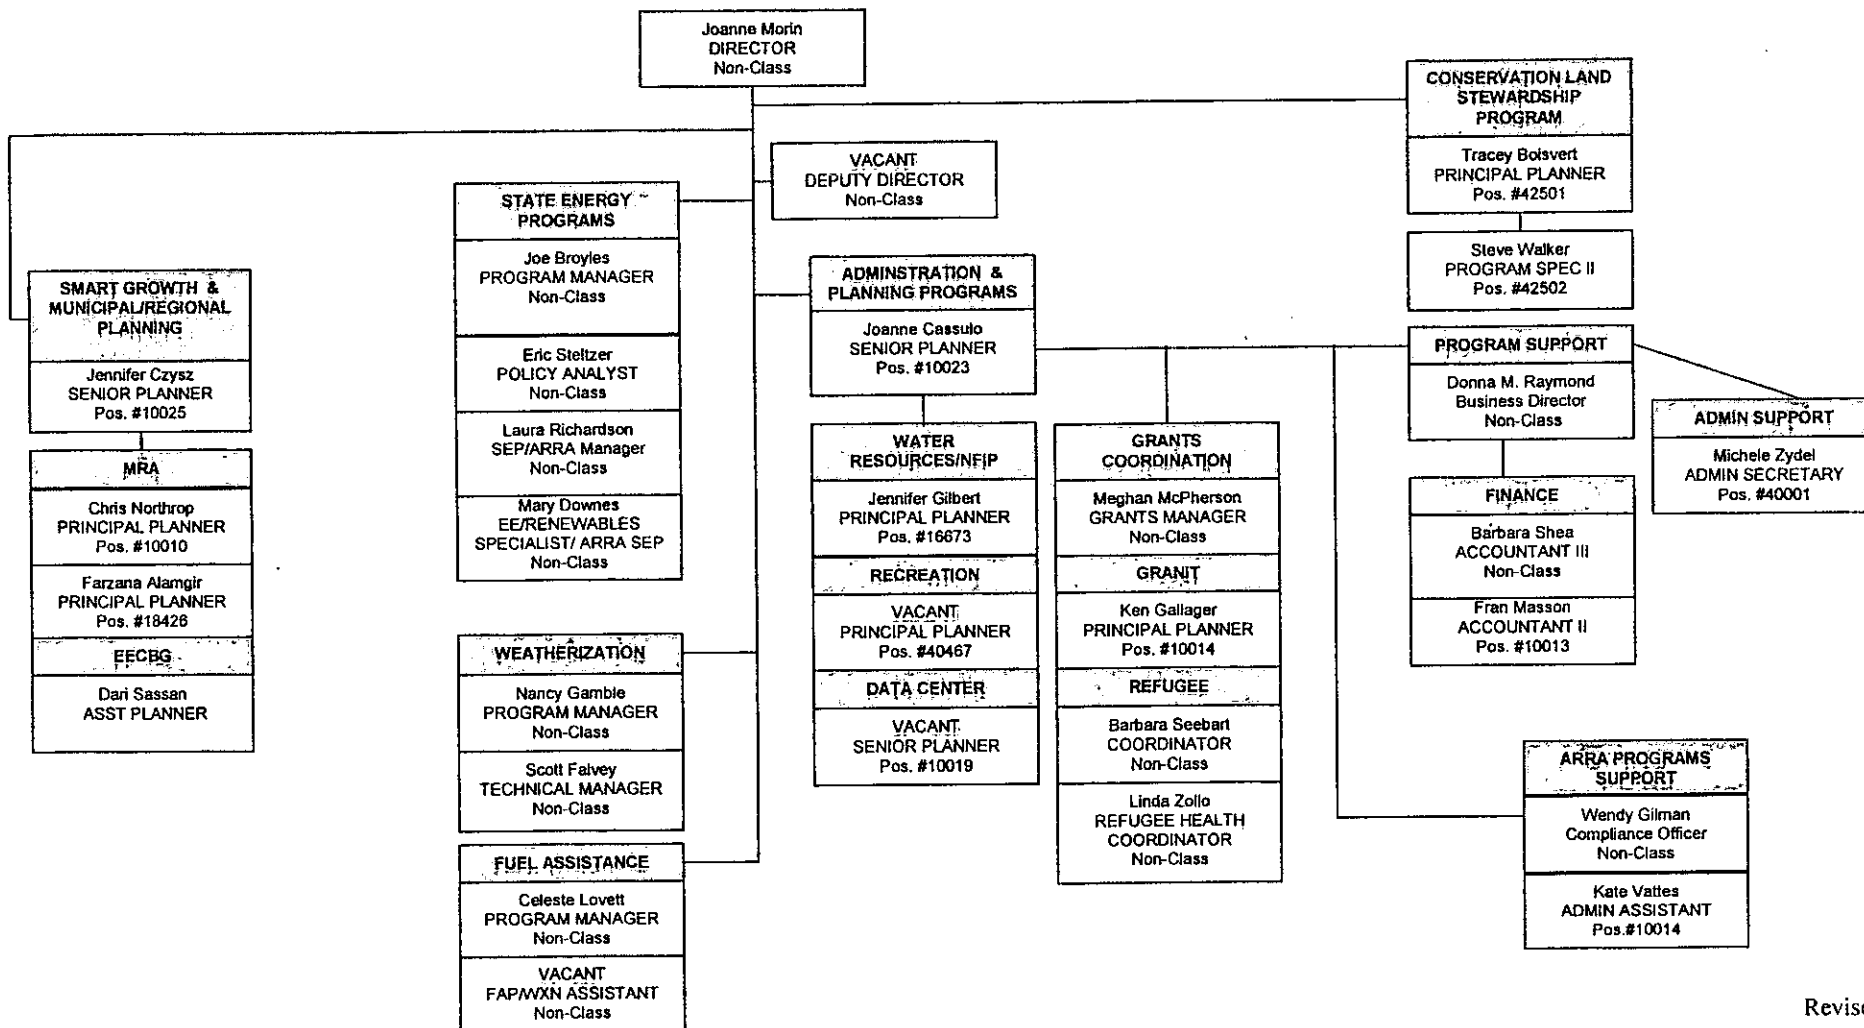 Joanne Morin
DIRECTOR
Non-Class
CONSERVATION LAND
STEWARDSHIP
PROGRAM
Tracey Boisvert
PRINCIPAL PLANNER
Pos. #42501
Steve Walker
PROGRAM SPEC II
Pos. #42502
VACANT
DEPUTY DIRECTOR
Non-Class
STATE ENERGY
PROGRAMS
Joe Broyles
PROGRAM MANAGER
Non-Class
Eric Steltzer
POLICY ANALYST
Non-Class
Laura Richardson
SEP/ARRA Manager
Non-Class
Mary Downes
EE/RENEWABLES
SPECIALIST/ ARRA SEP
Non-Class
SMART GROWTH &
MUNICIPAL/REGIONAL
PLANNING
Jennifer Czysz
SENIOR PLANNER
Pos. #10025
MRA
Chris Northrop
PRINCIPAL PLANNER
Pos. #10010
Farzana Alamgir
PRINCIPAL PLANNER
Pos. #18426
EECBG
Dari Sassan
ASST PLANNER
WEATHERIZATION
Nancy Gamble
PROGRAM MANAGER
Non-Class
Scott Falvey
TECHNICAL MANAGER
Non-Class
FUEL ASSISTANCE
Celeste Lovett
PROGRAM MANAGER
Non-Class
VACANT
FAP/WXN ASSISTANT
Non-Class
ADMINSTRATION &
PLANNING PROGRAMS
Joanne Cassulo
SENIOR PLANNER
Pos. #10023
WATER
RESOURCES/NFIP
Jennifer Gilbert
PRINCIPAL PLANNER
Pos. #16673
RECREATION
VACANT
PRINCIPAL PLANNER
Pos. #40467
DATA CENTER
VACANT
SENIOR PLANNER
Pos. #10019
GRANTS
COORDINATION
Meghan McPherson
GRANTS MANAGER
Non-Class
GRANIT
Ken Gallager
PRINCIPAL PLANNER
Pos. #10014
REFUGEE
Barbara Seebart
COORDINATOR
Non-Class
Linda Zollo
REFUGEE HEALTH
COORDINATOR
Non-Class
PROGRAM SUPPORT
Donna M. Raymond
Business Director
Non-Class
ADMIN SUPPORT
Michele Zydel
ADMIN SECRETARY
Pos. #40001
FINANCE
Barbara Shea
ACCOUNTANT III
Non-Class
Fran Masson
ACCOUNTANT II
Pos. #10013
ARRA PROGRAMS
SUPPORT
Wendy Gilman
Compliance Officer
Non-Class
Kate Vattes
ADMIN ASSISTANT
Pos.#10014
Revise